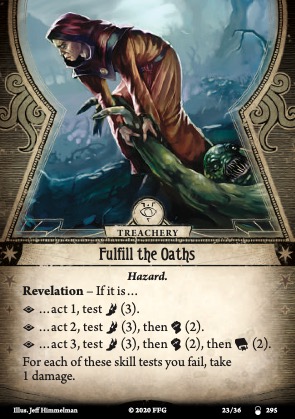 TREACHERY
Fulfill the Oaths
Hazard.
Revelation – If it is…
…act 1, test (3).
…act 2, test (3), then (2).
…act 3, test (3), then (2), then (2).
For each of these skill tests you fail, take
1 damage.
Illus. Jeff Himmelman © 2020 FFG 23/36 295